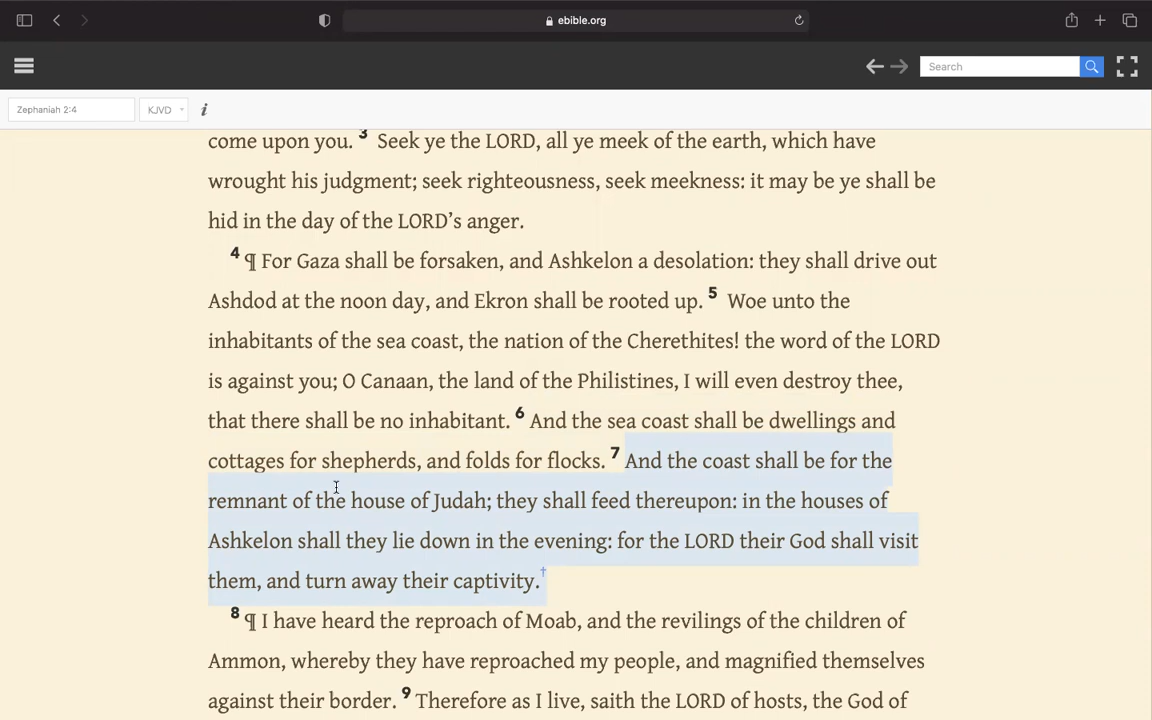 ebible.org
Search
Zephaniah 2:4 KJVD i
come upon you. 3 Seek ye the LORD, all ye meek of the earth, which have
wrought his judgment; seek righteousness, seek meekness: it may be ye shall be
hid in the day of the LORD’s anger.
4 ¶ For Gaza shall be forsaken, and Ashkelon a desolation: they shall drive out
Ashdod at the noon day, and Ekron shall be rooted up. 5 Woe unto the
inhabitants of the sea coast, the nation of the Cherethites! the word of the LORD
is against you; O Canaan, the land of the Philistines, I will even destroy thee,
that there shall be no inhabitant. 6 And the sea coast shall be dwellings and
cottages for shepherds, and folds for flocks. 7 And the coast shall be for the
remnant of the house of Judah; they shall feed thereupon: in the houses of
Ashkelon shall they lie down in the evening: for the LORD their God shall visit
them, and turn away their captivity.†
8 ¶ I have heard the reproach of Moab, and the revilings of the children of
Ammon, whereby they have reproached my people, and magnified themselves
against their border. 9 Therefore as I live, saith the LORD of hosts, the God of